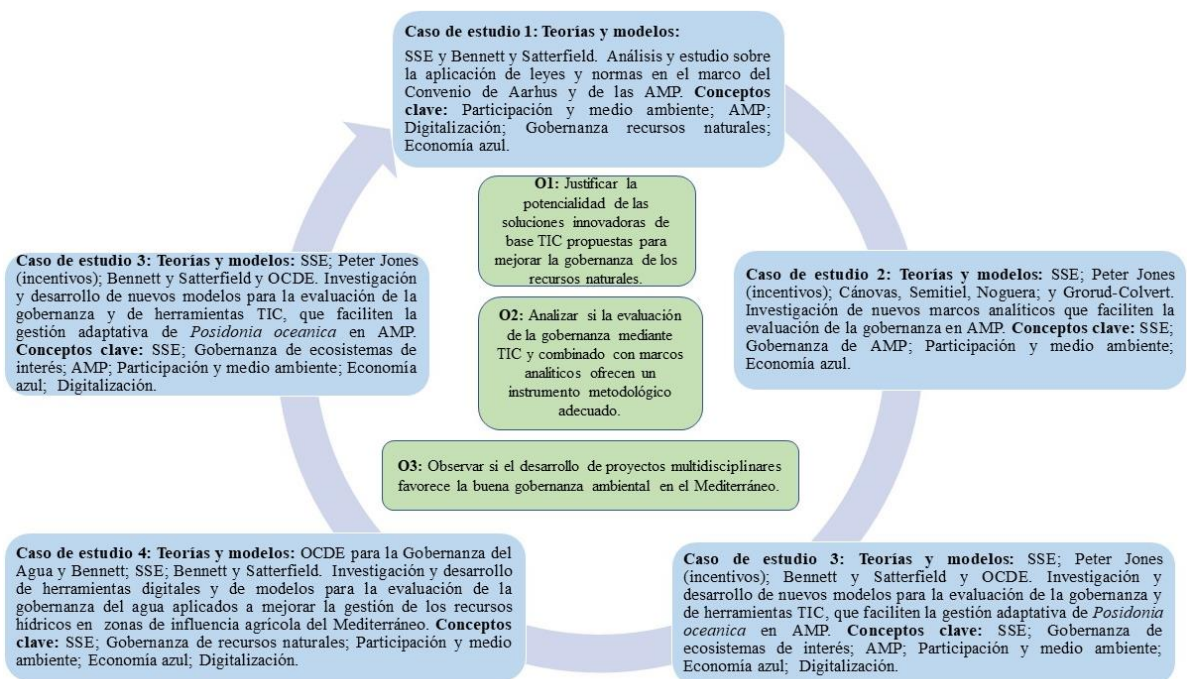 Caso de estudio 1: Teorías y modelos:
SSE y Bennett y Satterfield. Análisis y estudio sobre
la aplicación de leyes y normas en el marco del
Convenio de Aarhus y de las AMP. Conceptos
clave: Participación y medio ambiente; AMP;
Digitalización; Gobernanza recursos naturales;
Economía azul.
O1: Justificar la
potencialidad de las
soluciones innovadoras de
base TIC propuestas para
mejorar la gobernanza de los
recursos naturales.
Caso de estudio 3: Teorías y modelos: SSE; Peter Jones
(incentivos); Bennett y Satterfield y OCDE. Investigación
y desarrollo de nuevos modelos para la evaluación de la
gobernanza y de herramientas TIC, que faciliten la
gestión adaptativa de Posidonia oceanica en AMP.
Conceptos clave: SSE; Gobernanza de ecosistemas de
interés; AMP; Participación y medio ambiente; Economía
azul; Digitalización.
Caso de estudio 2: Teorías y modelos: SSE; Peter Jones
(incentivos); Cánovas, Semitiel, Noguera; y Grorud-Colvert.
Investigación de nuevos marcos analíticos que faciliten la
evaluación de la gobernanza en AMP. Conceptos clave: SSE;
Gobernanza de AMP; Participación y medio ambiente;
Economía azul.
O2: Analizar si la evaluación
de la gobernanza mediante
TIC y combinado con marcos
analíticos ofrecen un
instrumento metodológico
adecuado.
O3: Observar si el desarrollo de proyectos multidisciplinares
favorece la buena gobernanza ambiental en el Mediterráneo.
Caso de estudio 4: Teorías y modelos: OCDE para la Gobernanza del
Agua y Bennett; SSE; Bennett y Satterfield. Investigación y desarrollo
de herramientas digitales y de modelos para la evaluación de la
gobernanza del agua aplicados a mejorar la gestión de los recursos
hídricos en zonas de influencia agrícola del Mediterráneo. Conceptos
clave: SSE; Gobernanza de recursos naturales; Participación y medio
ambiente; Economía azul; Digitalización.
Caso de estudio 3: Teorías y modelos: SSE; Peter Jones
(incentivos); Bennett y Satterfield y OCDE. Investigación y
desarrollo de nuevos modelos para la evaluación de la gobernanza y
de herramientas TIC, que faciliten la gestión adaptativa de Posidonia
oceanica en AMP. Conceptos clave: SSE; Gobernanza de
ecosistemas de interés; AMP; Participación y medio ambiente;
Economía azul; Digitalización.